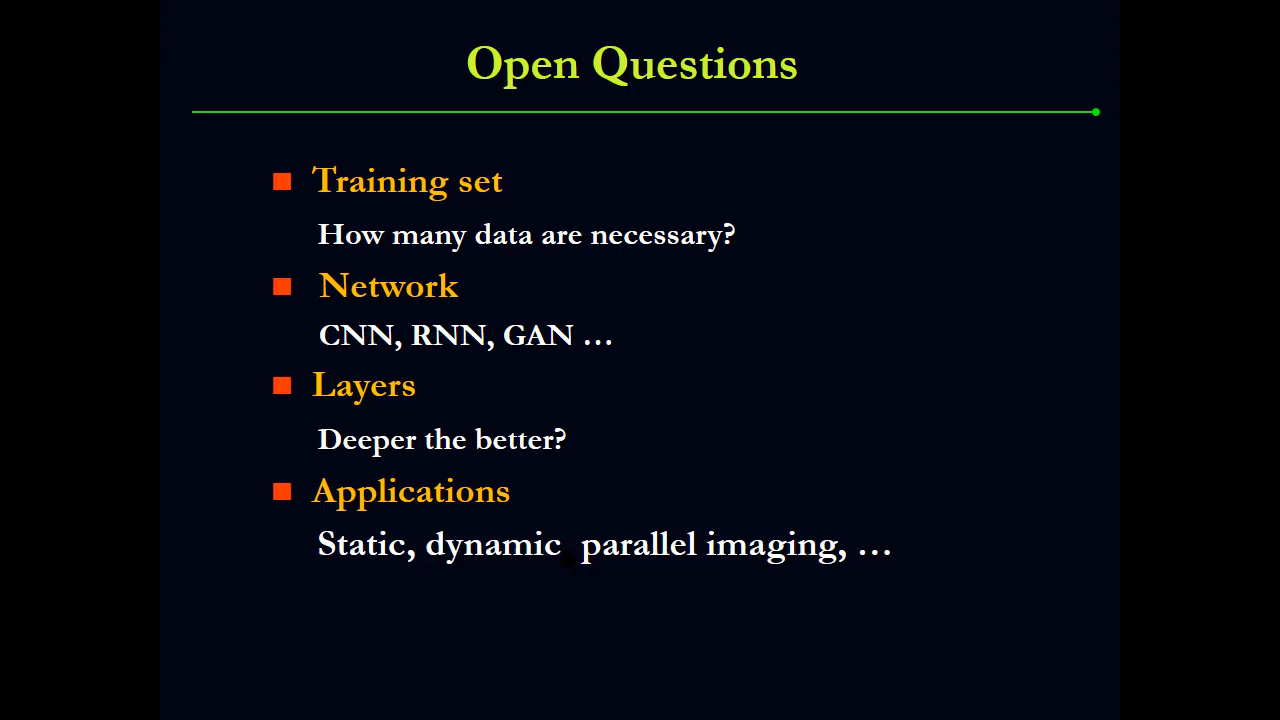 Open Questions
Training set
How many data are necessary?
Network
CNN, RNN, GAN …
Layers
Deeper the better?
Applications
Static, dynamic parallel imaging, …